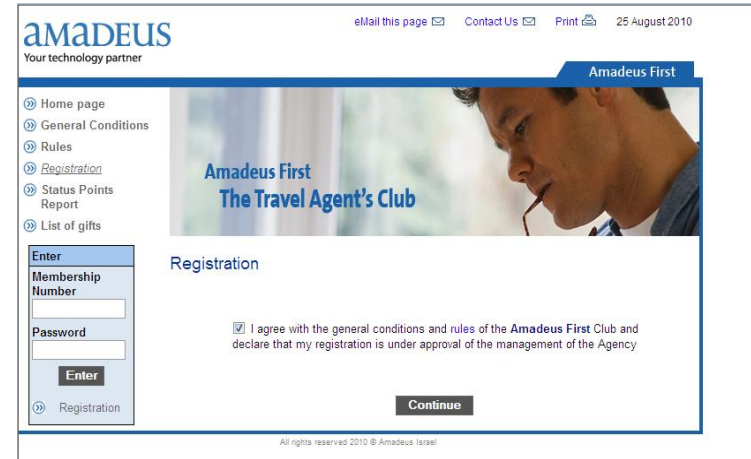 amadeus
Your technology partner
eMail this page
Contact Us
Print
25 August 2010
Amadeus First
Home page
General Conditions
Rules
Registration
Status Points
Report
List of gifts
Amadeus First
The Travel Agent's Club
Enter
Membership
Number
Password
Enter
Registration
Registration
I agree with the general conditions and rules of the Amadeus First Club and
declare that my registration is under approval of the management of the Agency
Continue
All rights reserved 2010 @ Amadeus Israel